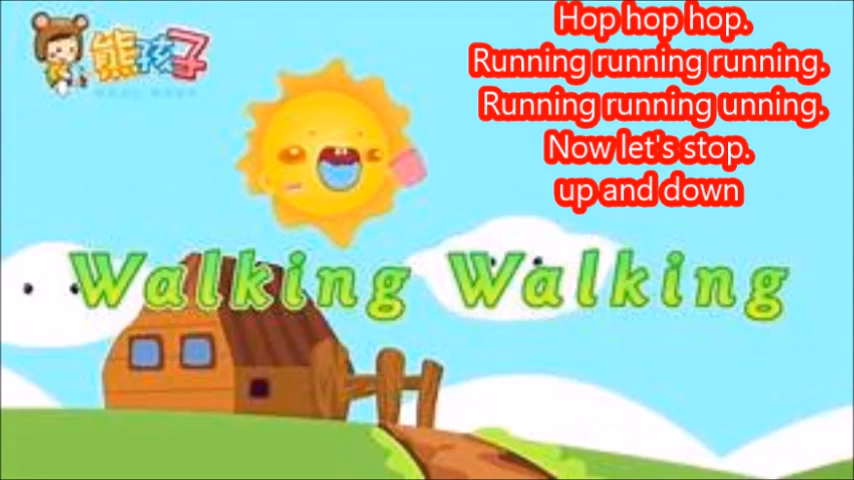 熊孩子
Hop hop hop.
Running running running.
Running running unning.
Now let's stop.
up and down
Walking Walking